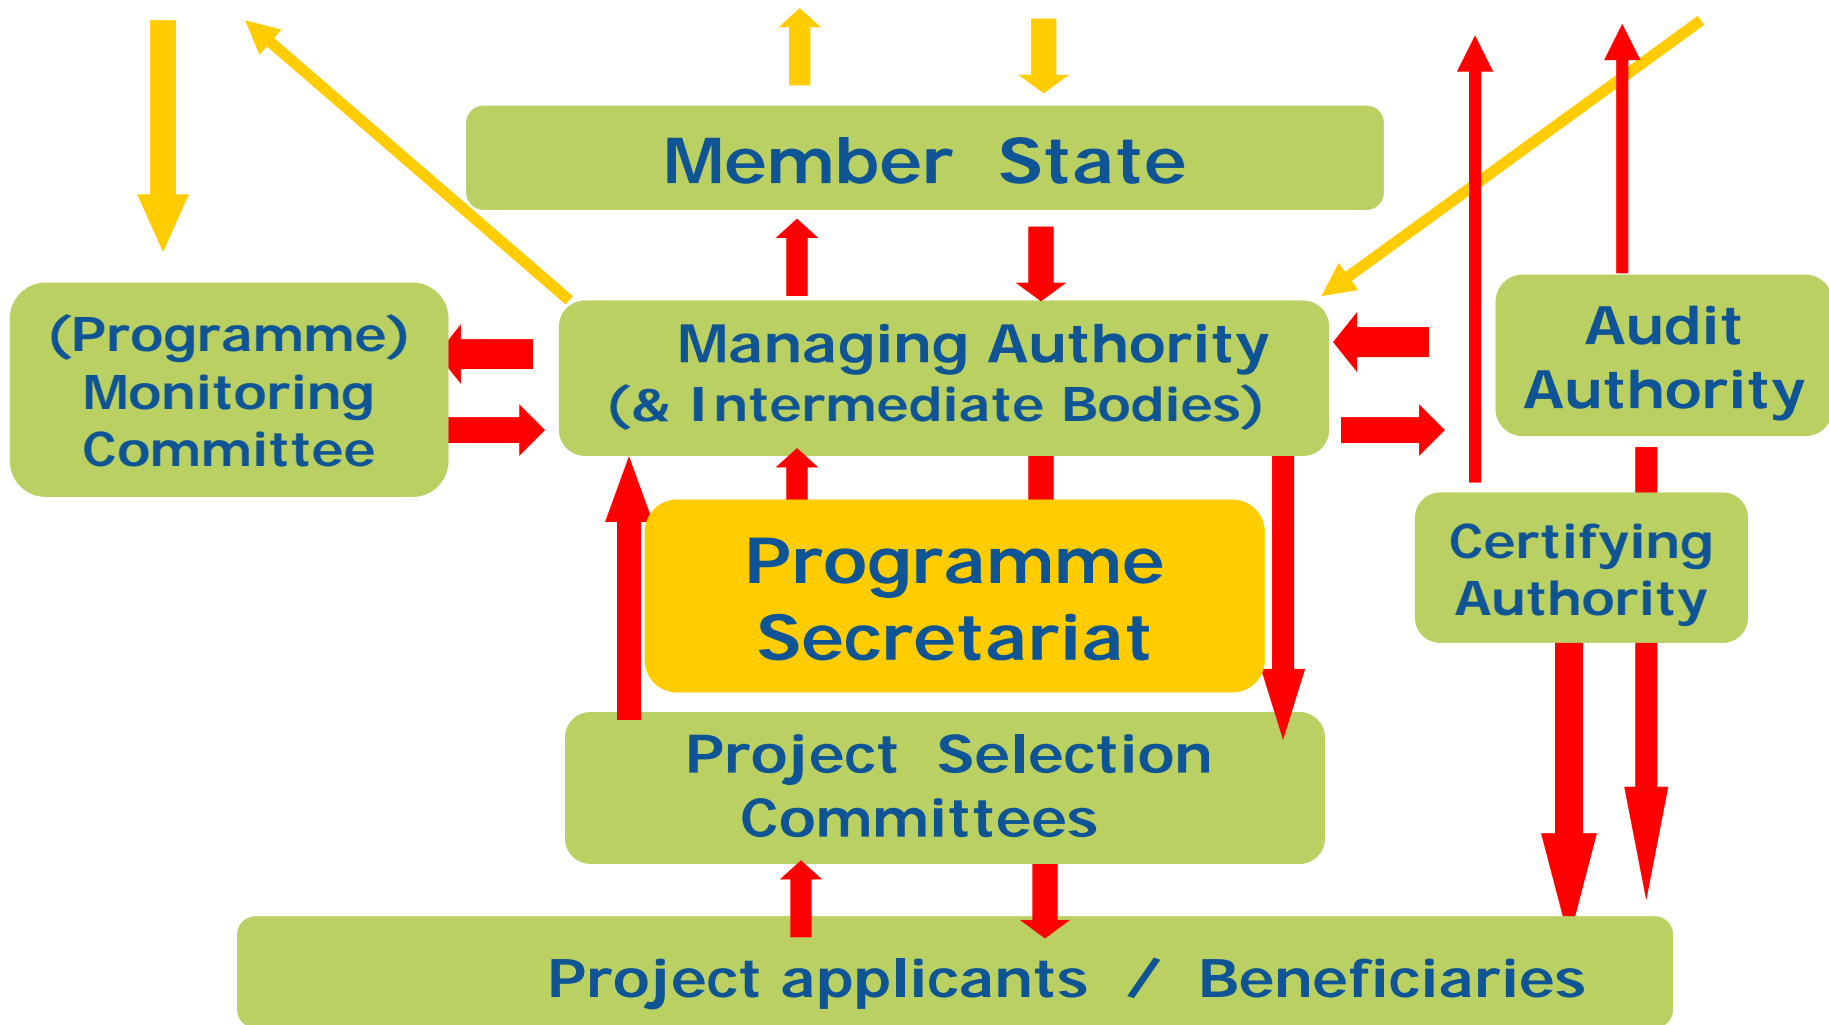 Member State
(Programme)
Monitoring
Committee
Managing Authority
(& Intermediate Bodies)
Audit
Authority
Programme
Secretariat
Certifying
Authority
Project Selection
Committees
Project applicants / Beneficiaries